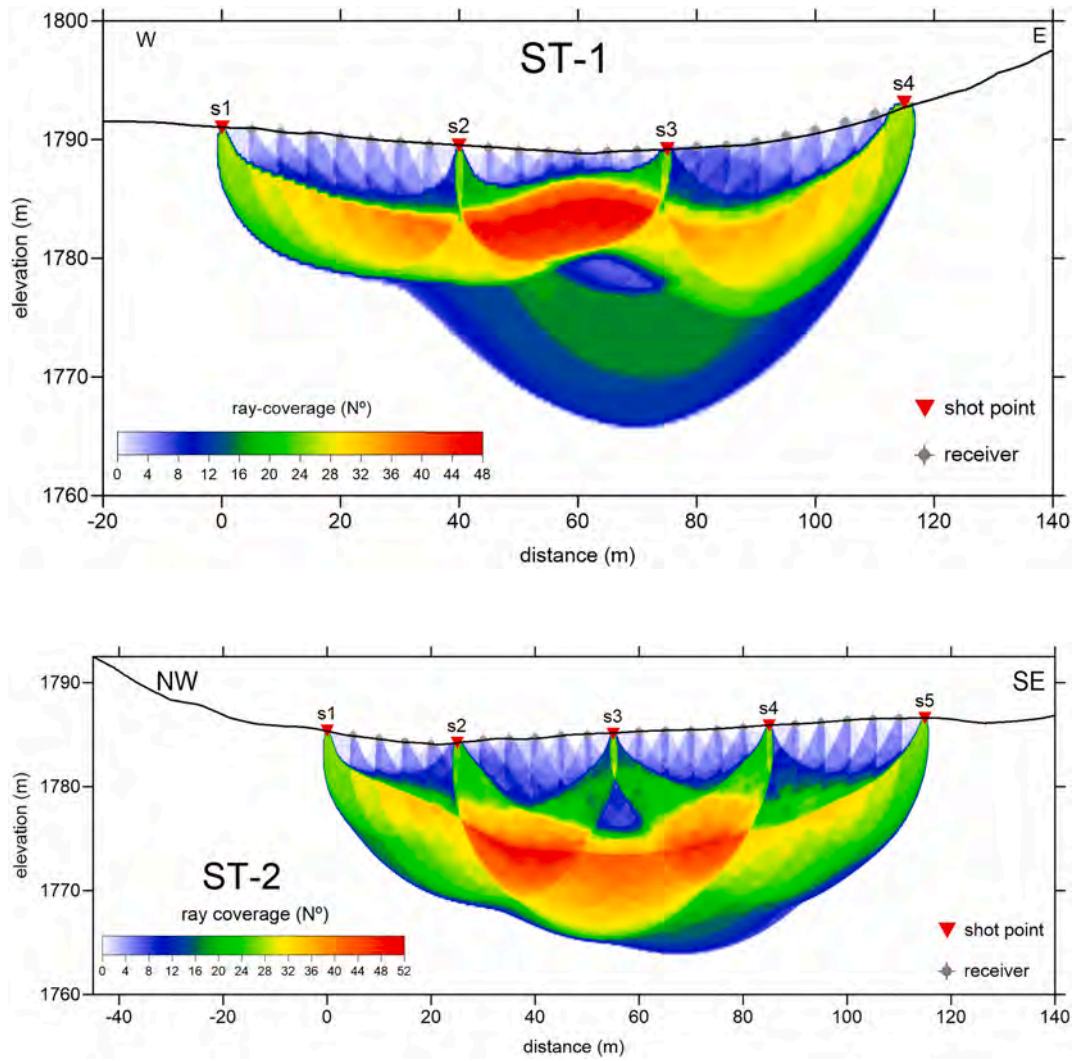 1800
W
ST-1
E
s4
s1
s2
s3
1790
1780
elevation (m)
1770
ray-coverage (Nº)
shot point
receiver
0 4 8 12 16 20 24 28 32 36 40 44 48
1760
-20 0 20 40 60 80 100 120 140
distance (m)
1790
NW
SE
s1
s2
s3
s4
s5
1780
elevation (m)
1770
ST-2
ray coverage (Nº)
shot point
receiver
0 4 8 12 16 20 24 28 32 36 40 44 48 52
1760
-40 -20 0 20 40 60 80 100 120 140
distance (m)